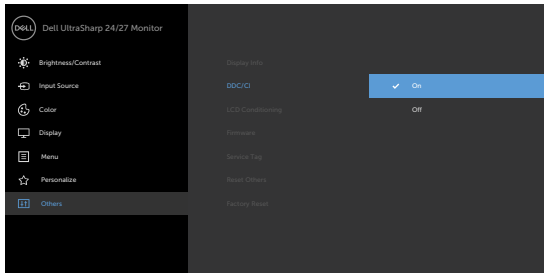 DELL
Dell UltraSharp 24/27 Monitor
Brightness/Contrast
Display Info
Input Source
DDC/CI
On
Color
LCD Conditioning
Off
Display
Firmware
Menu
Service Tag
Personalize
Reset Others
Others
Factory Reset